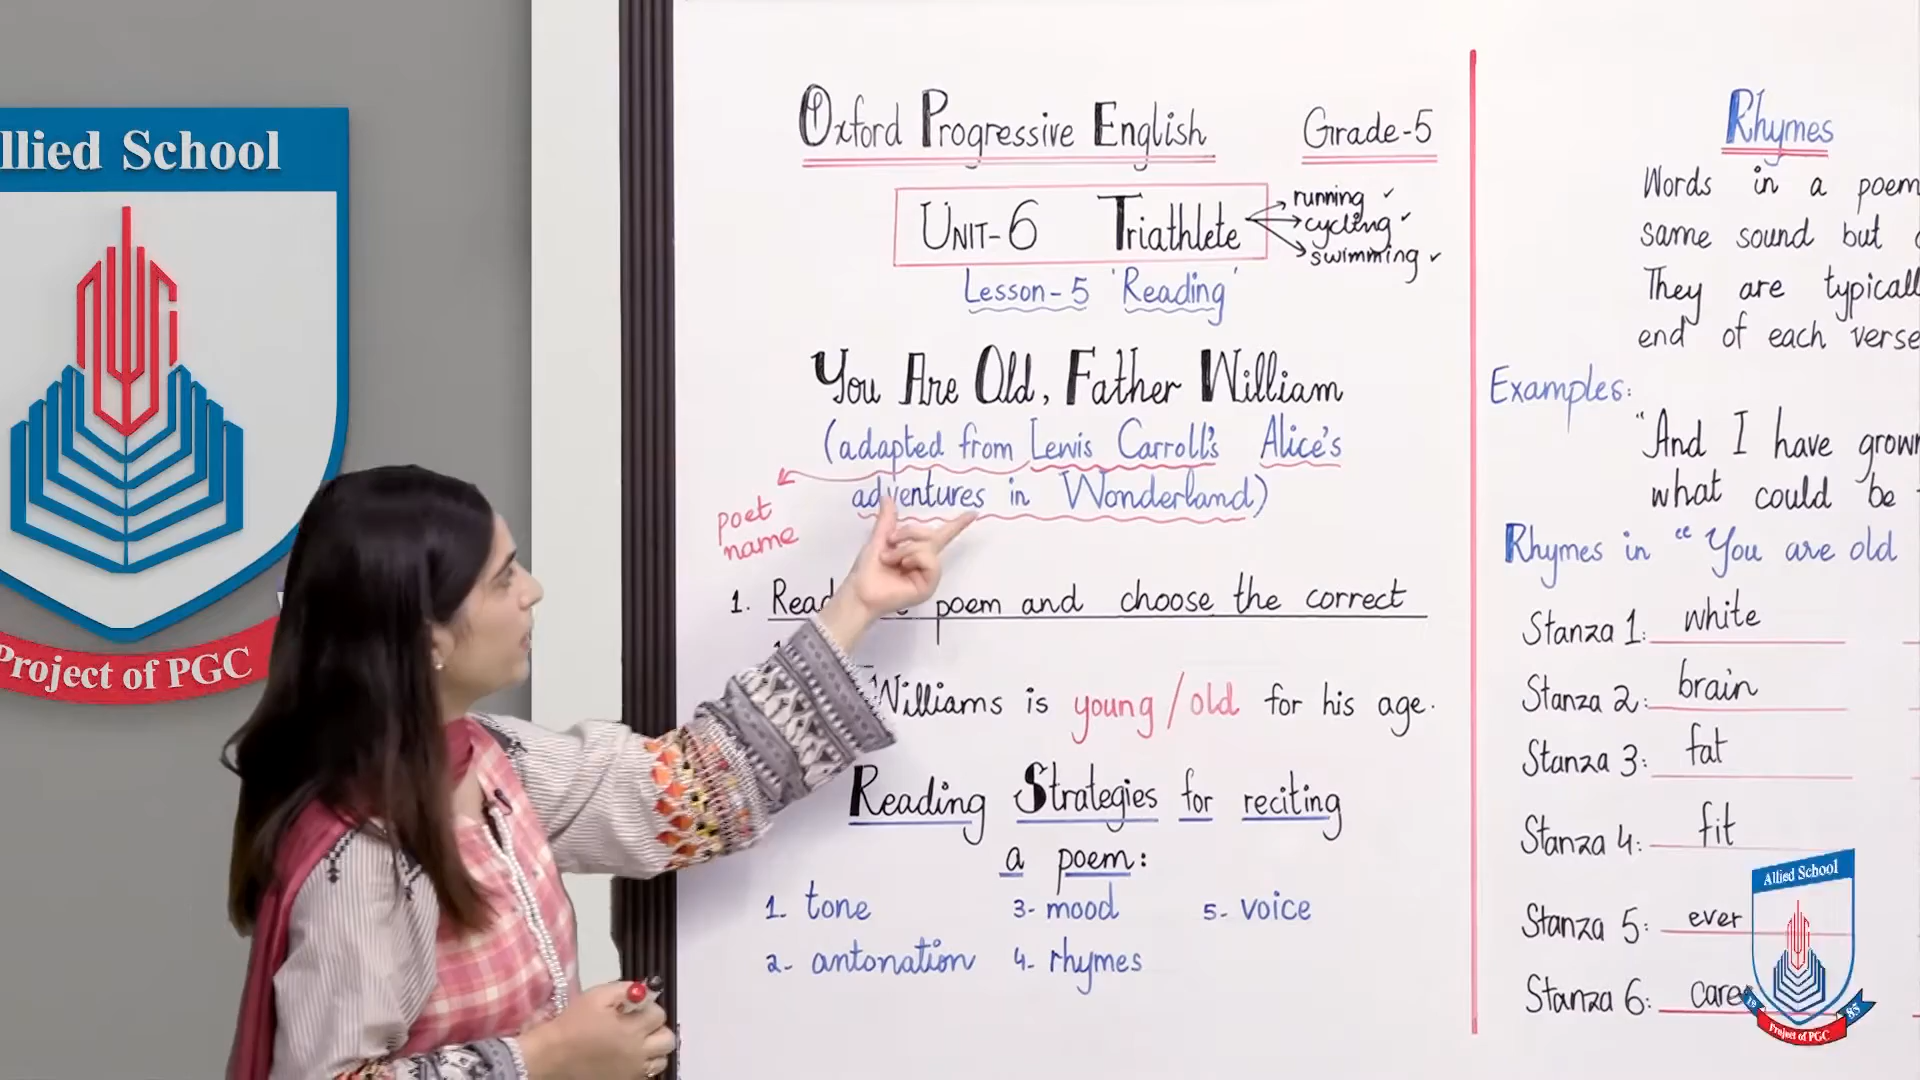 llied School
Project of PGC
Oxford Progressive English Grade-5
UNIT-6 Triathlete
running ✓
cycling ✓
swimming ✓
Lesson-5 'Reading'
You Are Old, Father William
(adapted from Lewis Carroll's Alice's
adventures in Wonderland)
poet
name
1. Read poem and choose the correct
Williams is young/old for his age.
Reading Strategies for reciting
a poem:
1. tone 3- mood 5- voice
2- antonation 4- rhymes
Rhymes
Words in a poem
same sound but
They are typicall
end of each verse
Examples:
"And I have grown
what could be
Rhymes in "You are old
Stanza 1: white
Stanza 2: brain
Stanza 3: fat
Stanza 4: fit
Stanza 5: ever
Stanza 6: care
Allied School
19 85
Project of PGC